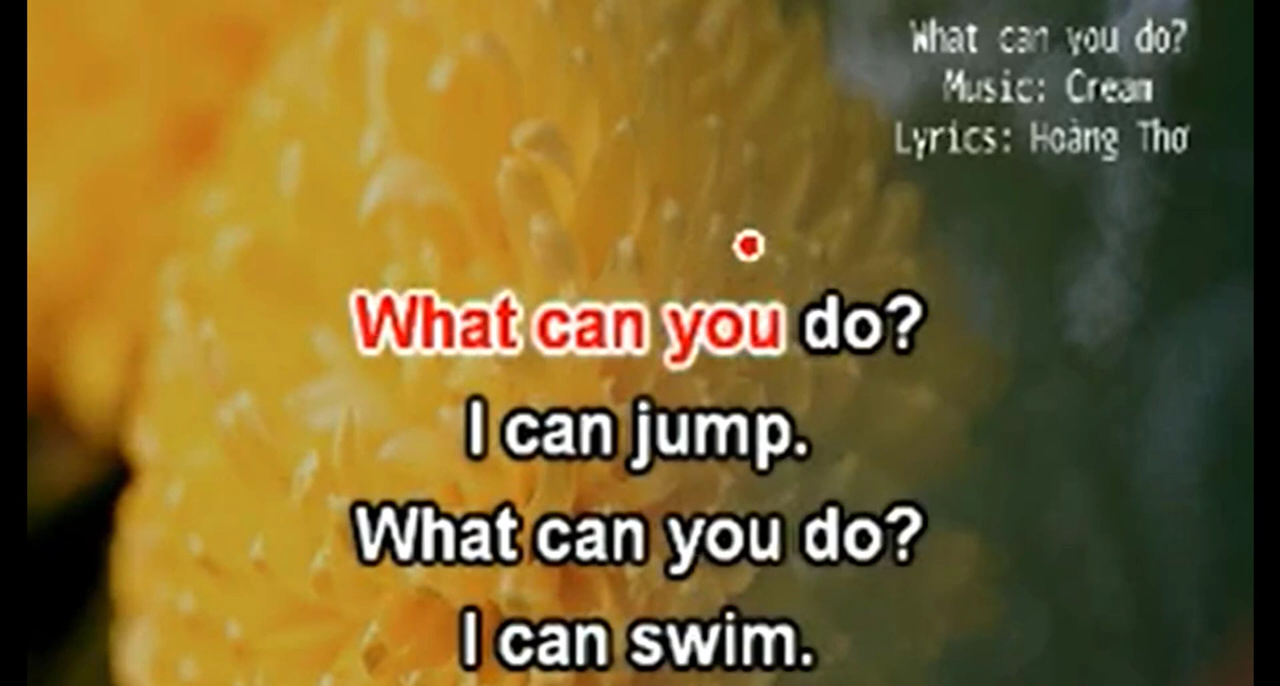 What can you do?
Music: Cream
Lyrics: Hoàng Thơ
What can you do?
I can jump.
What can you do?
I can swim.